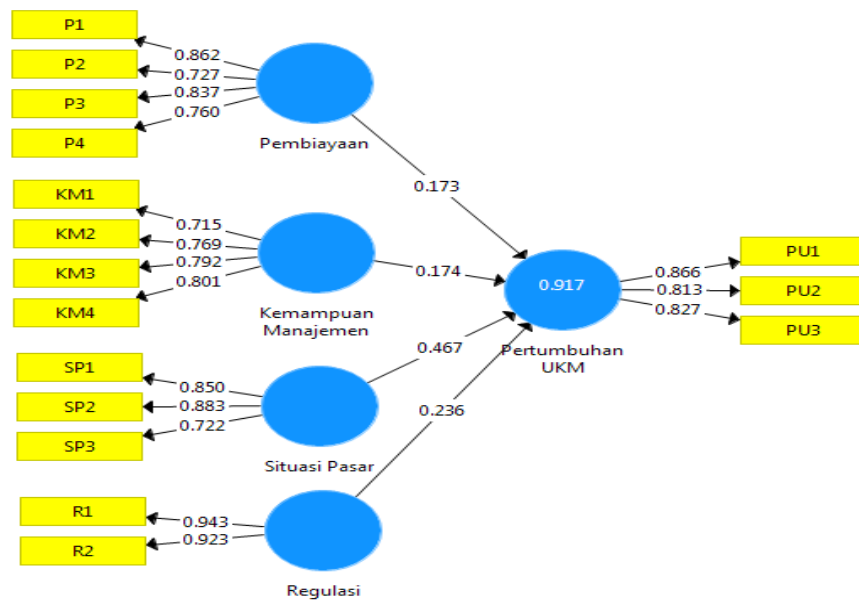 P1
P2
P3
P4
0.862
0.727
0.837
0.760
Pembiayaan
0.173
KM1
KM2
KM3
KM4
0.715
0.769
0.792
0.801
Kemampuan
Manajemen
0.174
SP1
SP2
SP3
0.850
0.883
0.722
Situasi Pasar
0.467
R1
R2
0.943
0.923
Regulasi
0.236
0.917
Pertumbuhan
UKM
0.866
0.813
0.827
PU1
PU2
PU3